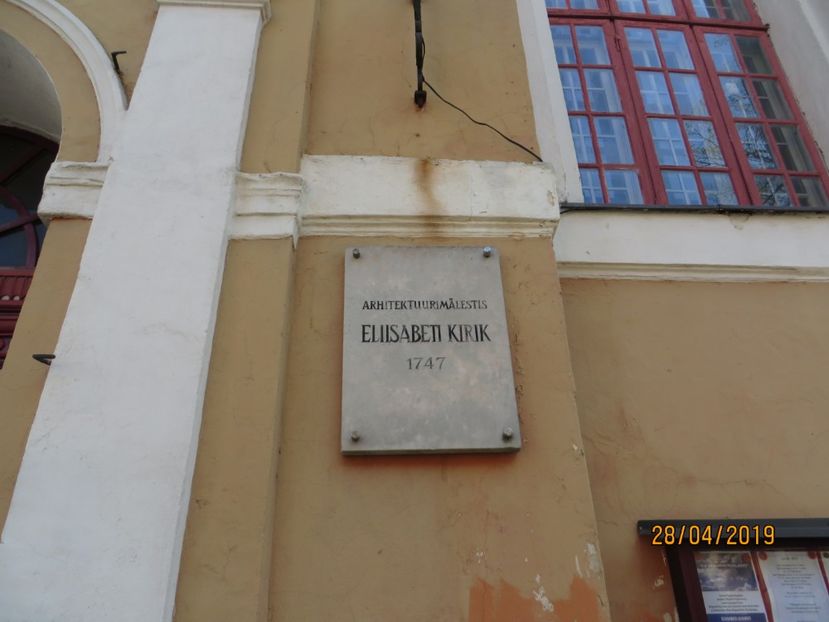 ARHITEKTUURIMÄLESTIS
ELIISABETI KIRIK
1747
28/04/2019